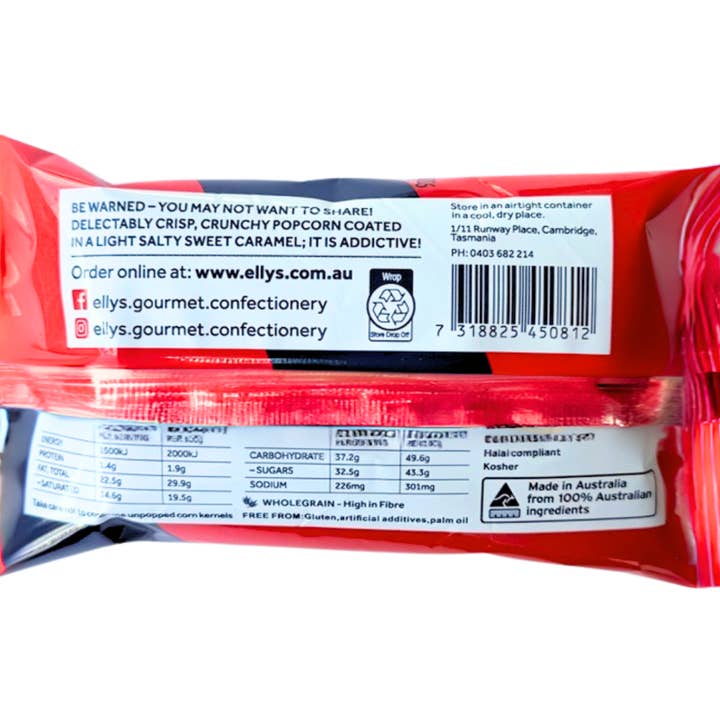 BE WARNED – YOU MAY NOT WANT TO SHARE!
DELECTABLY CRISP, CRUNCHY POPCORN COATED
IN A LIGHT SALTY SWEET CARAMEL; IT IS ADDICTIVE!
Order online at: www.ellys.com.au
ellys.gourmet.confectionery
ellys.gourmet.confectionery
Wrap
Store Drop Off
Store in an airtight container
in a cool, dry place.
1/11 Runway Place, Cambridge,
Tasmania
PH: 0403 682 214
7 318825 450812
ENERGY 1500kJ 2000kJ
PROTEIN 1.4g 1.9g
FAT, TOTAL 22.5g 29.9g
14.6g 19.5g
unpopped corn kernels
CARBOHYDRATE 37.2g 49.6g
– SUGARS 32.5g 43.3g
SODIUM 226mg 301mg
WHOLEGRAIN – High in Fibre
FREE FROM: Gluten, artificial additives, palm oil
Halal compliant
Kosher
Made in Australia
from 100% Australian
ingredients